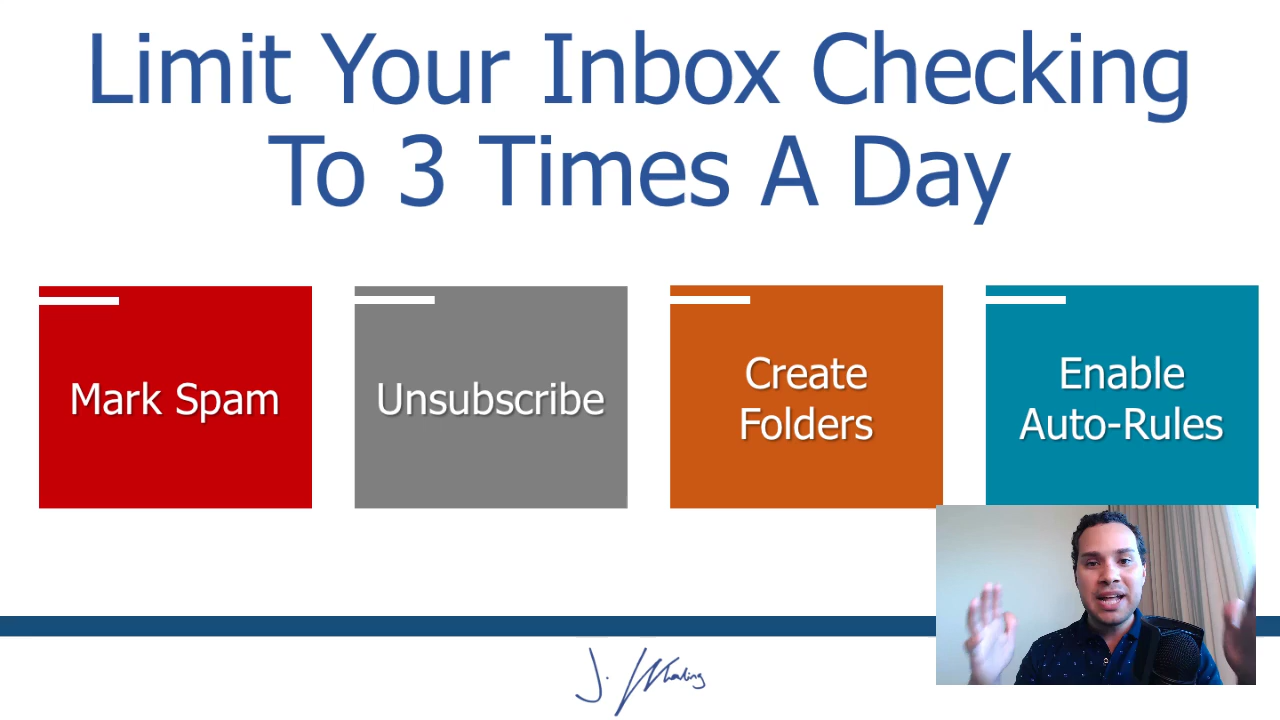 Limit Your Inbox Checking
To 3 Times A Day
Mark Spam
Unsubscribe
Create
Folders
Enable
Auto-Rules